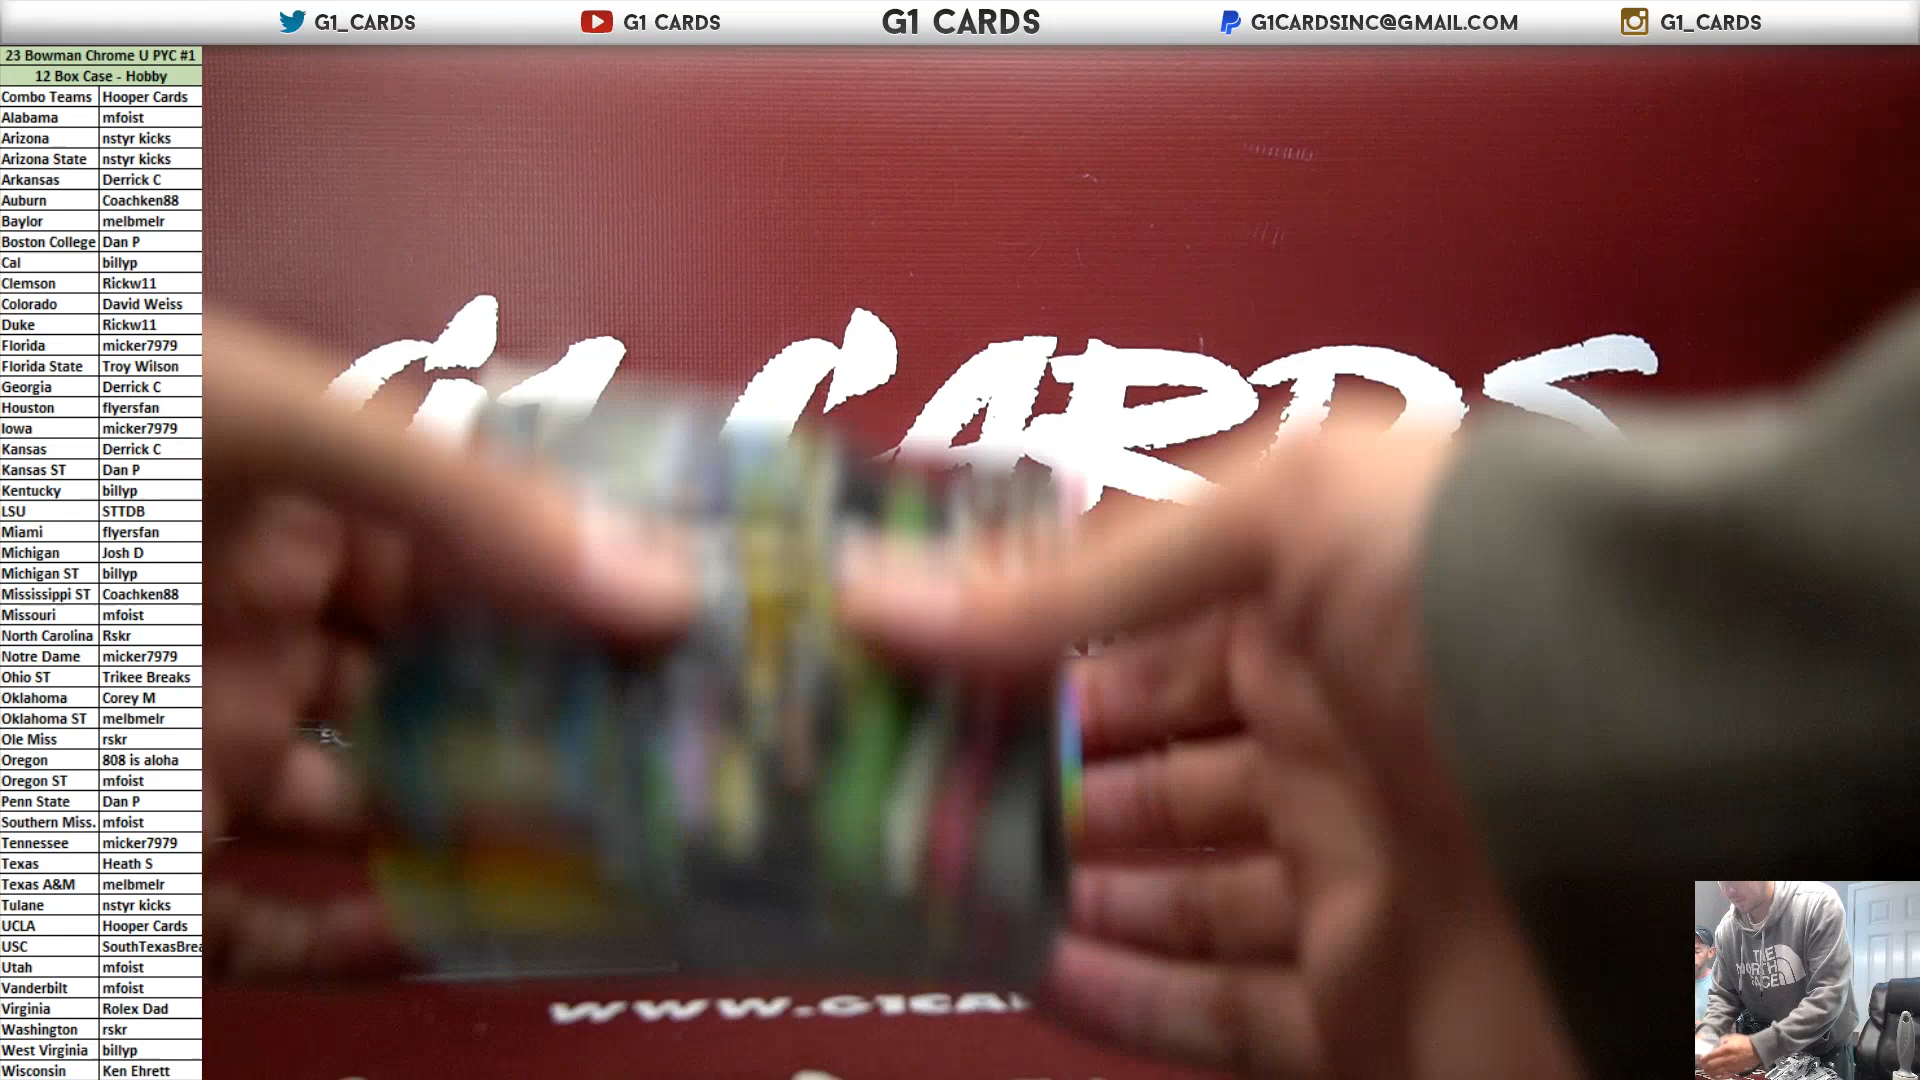 G1_CARDS G1 CARDS G1 CARDS G1CARDSINC@GMAIL.COM G1_CARDS
23 Bowman Chrome U PYC #1
12 Box Case - Hobby
Combo Teams Hooper Cards
Alabama mfoist
Arizona nstyr kicks
Arizona State nstyr kicks
Arkansas Derrick C
Auburn Coachken88
Baylor melbmelr
Boston College Dan P
Cal billyp
Clemson Rickw11
Colorado David Weiss
Duke Rickw11
Florida micker7979
Florida State Troy Wilson
Georgia Derrick C
Houston flyersfan
Iowa micker7979
Kansas Derrick C
Kansas ST Dan P
Kentucky billyp
LSU STTDB
Miami flyersfan
Michigan Josh D
Michigan ST billyp
Mississippi ST Coachken88
Missouri mfoist
North Carolina Rskr
Notre Dame micker7979
Ohio ST Trikee Breaks
Oklahoma Corey M
Oklahoma ST melbmelr
Ole Miss rskr
Oregon 808 is aloha
Oregon ST mfoist
Penn State Dan P
Southern Miss. mfoist
Tennessee micker7979
Texas Heath S
Texas A&M melbmelr
Tulane nstyr kicks
UCLA Hooper Cards
USC SouthTexasBrea
Utah mfoist
Vanderbilt mfoist
Virginia Rolex Dad
Washington rskr
West Virginia billyp
Wisconsin Ken Ehrett
G1 CARDS
WWW.G1CA
THE NORTH FACE